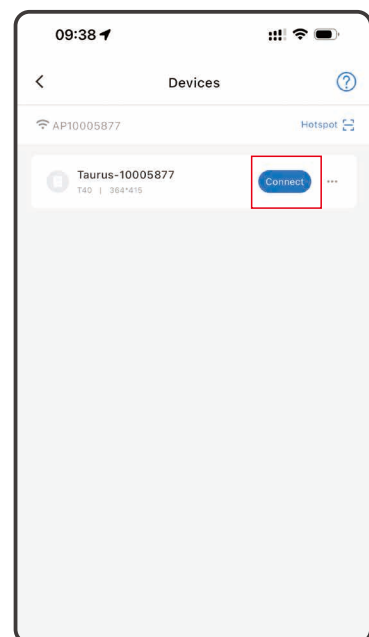 09:38
Devices
?
AP10005877 Hotspot
Taurus-10005877
T40 | 364*415
Connect ...